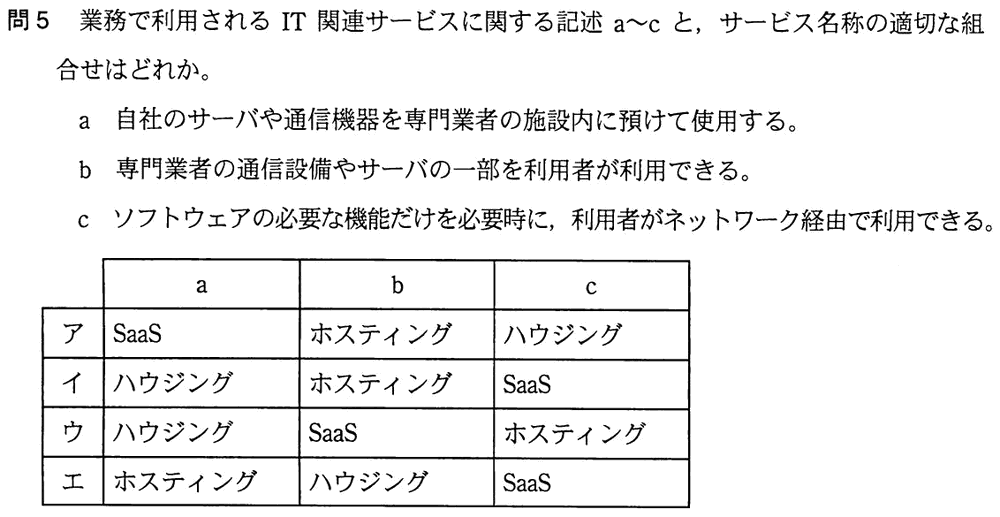 問5 業務で利用される IT 関連サービスに関する記述 a～c と，サービス名称の適切な組
合せはどれか。
a 自社のサーバや通信機器を専門業者の施設内に預けて使用する。
b 専門業者の通信設備やサーバの一部を利用者が利用できる。
c ソフトウェアの必要な機能だけを必要時に，利用者がネットワーク経由で利用できる。
a b c
ア SaaS ホスティング ハウジング
イ ハウジング ホスティング SaaS
ウ ハウジング SaaS ホスティング
エ ホスティング ハウジング SaaS